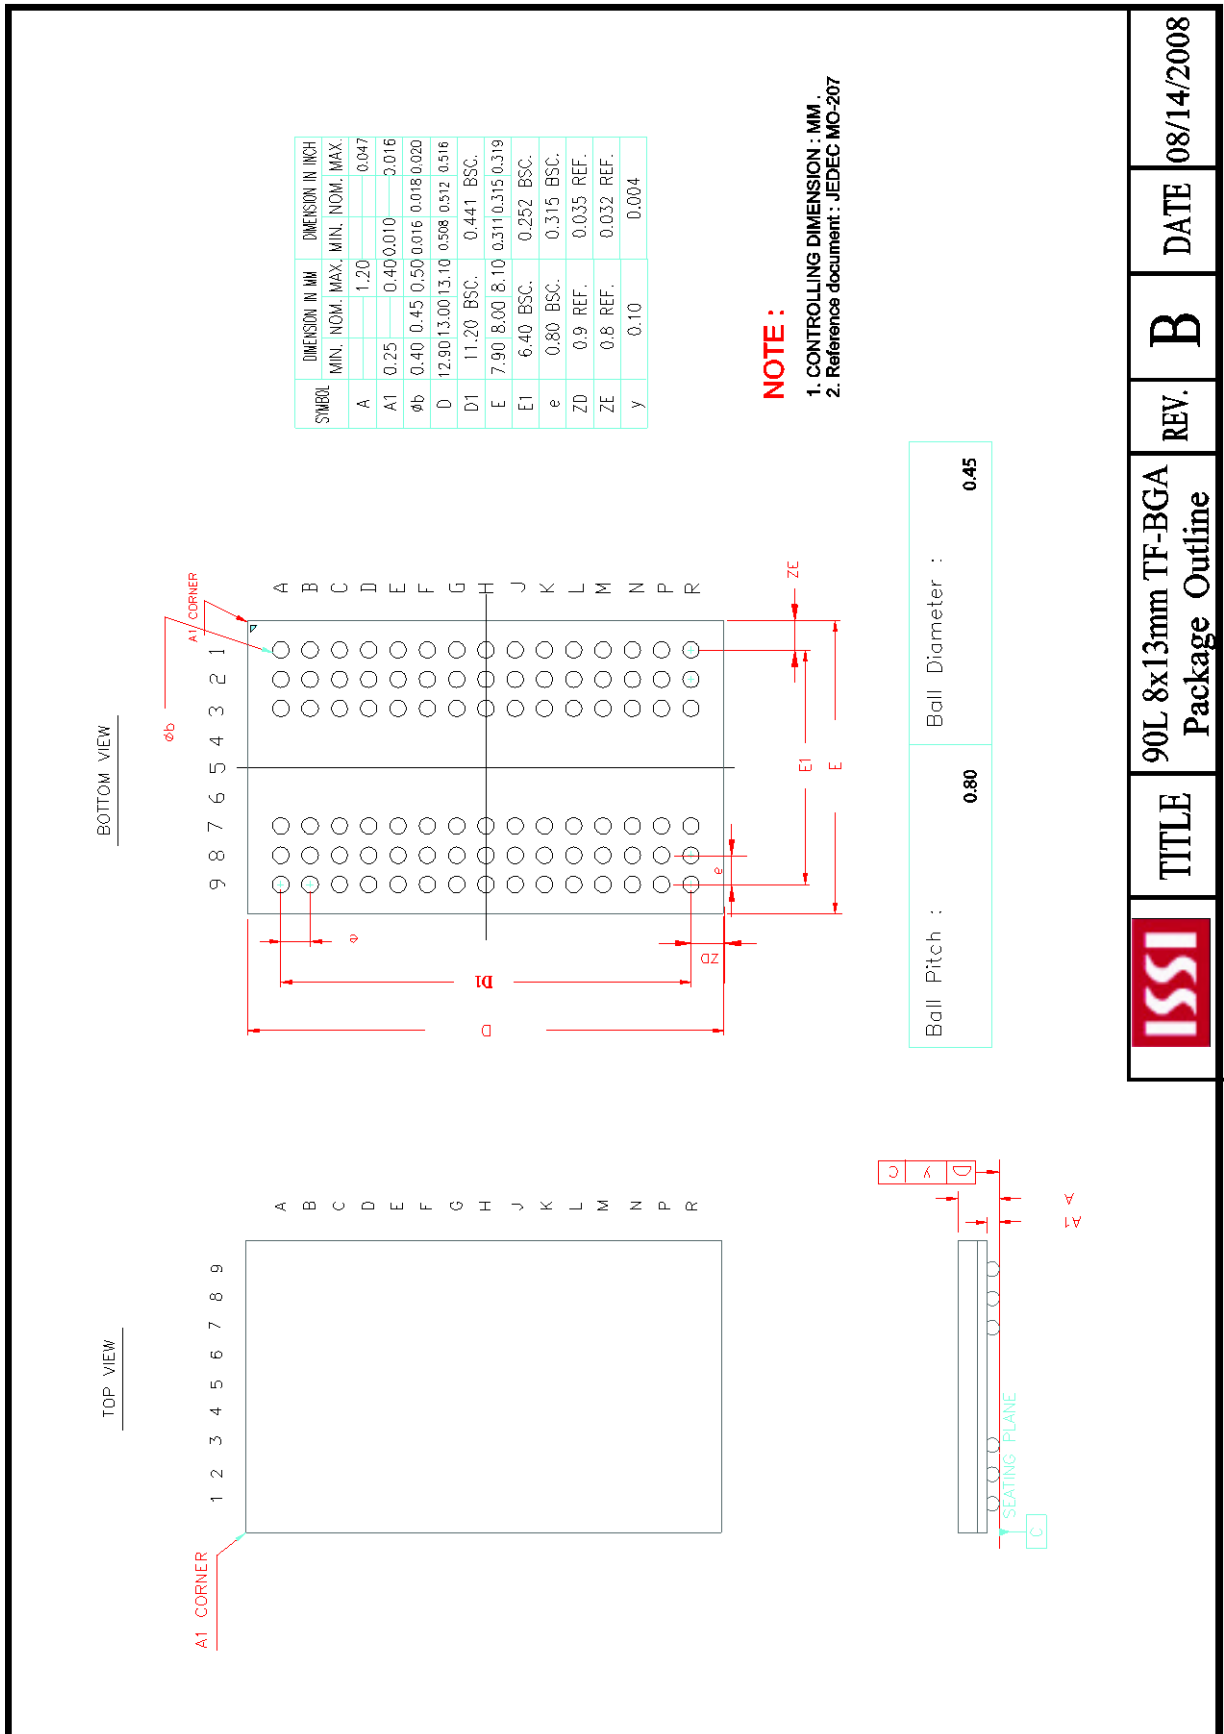 TOP VIEW
A1 CORNER
1 2 3 4 5 6 7 8 9
A
B
C
D
E
F
G
H
J
K
L
M
N
P
R
BOTTOM VIEW
øb
A1 CORNER
9 8 7 6 5 4 3 2 1
A
B
C
D
E
F
G
H
J
K
L
M
N
P
R
e
D1
D
ZD
e
E1
E
ZE
SYMBOL DIMENSION IN MM DIMENSION IN INCH
MIN. NOM. MAX. MIN. NOM. MAX.
A 1.20 0.047
A1 0.25 0.40 0.010 0.016
øb 0.40 0.45 0.50 0.016 0.018 0.020
D 12.90 13.00 13.10 0.508 0.512 0.516
D1 11.20 BSC. 0.441 BSC.
E 7.90 8.00 8.10 0.311 0.315 0.319
E1 6.40 BSC. 0.252 BSC.
e 0.80 BSC. 0.315 BSC.
ZD 0.9 REF. 0.035 REF.
ZE 0.8 REF. 0.032 REF.
y 0.10 0.004
NOTE :
1. CONTROLLING DIMENSION : MM .
2. Reference document : JEDEC MO-207
C y D
SEATING PLANE
C
A1
A
Ball Pitch : 0.80
Ball Diameter : 0.45
ISSI
TITLE
90L 8x13mm TF-BGA
Package Outline
REV.
B
DATE
08/14/2008